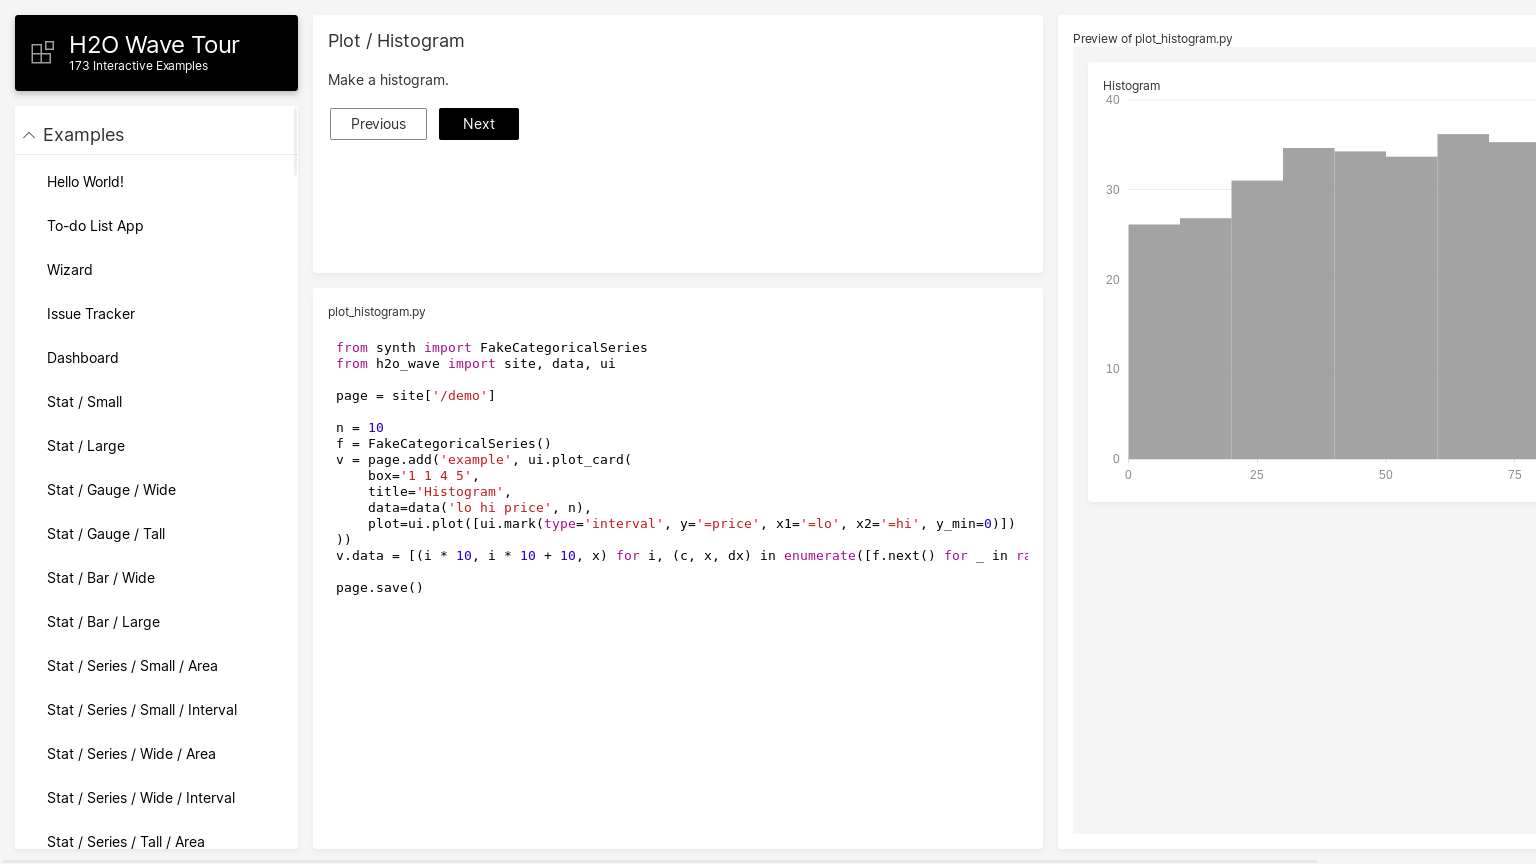 H2O Wave Tour
173 Interactive Examples
Examples
Hello World!
To-do List App
Wizard
Issue Tracker
Dashboard
Stat / Small
Stat / Large
Stat / Gauge / Wide
Stat / Gauge / Tall
Stat / Bar / Wide
Stat / Bar / Large
Stat / Series / Small / Area
Stat / Series / Small / Interval
Stat / Series / Wide / Area
Stat / Series / Wide / Interval
Stat / Series / Tall / Area
Plot / Histogram
Make a histogram.
Previous
Next
plot_histogram.py
from synth import FakeCategoricalSeries
from h2o_wave import site, data, ui
page = site['/demo']
n = 10
f = FakeCategoricalSeries()
v = page.add('example', ui.plot_card(
    box='1 1 4 5',
    title='Histogram',
    data=data('lo hi price', n),
    plot=ui.plot([ui.mark(type='interval', y='=price', x1='=lo', x2='=hi', y_min=0)])
))
v.data = [(i * 10, i * 10 + 10, x) for i, (c, x, dx) in enumerate([f.next() for _ in ra
page.save()
Preview of plot_histogram.py
Histogram
40
30
20
10
0
0 25 50 75